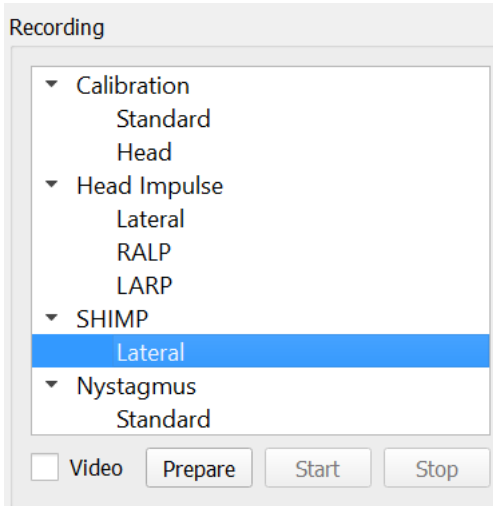 Recording
Calibration
Standard
Head
Head Impulse
Lateral
RALP
LARP
SHIMP
Lateral
Nystagmus
Standard
Video Prepare Start Stop